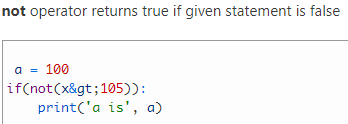 not operator returns true if given statement is false
a = 100
if(not(x&gt;105)):
    print('a is', a)